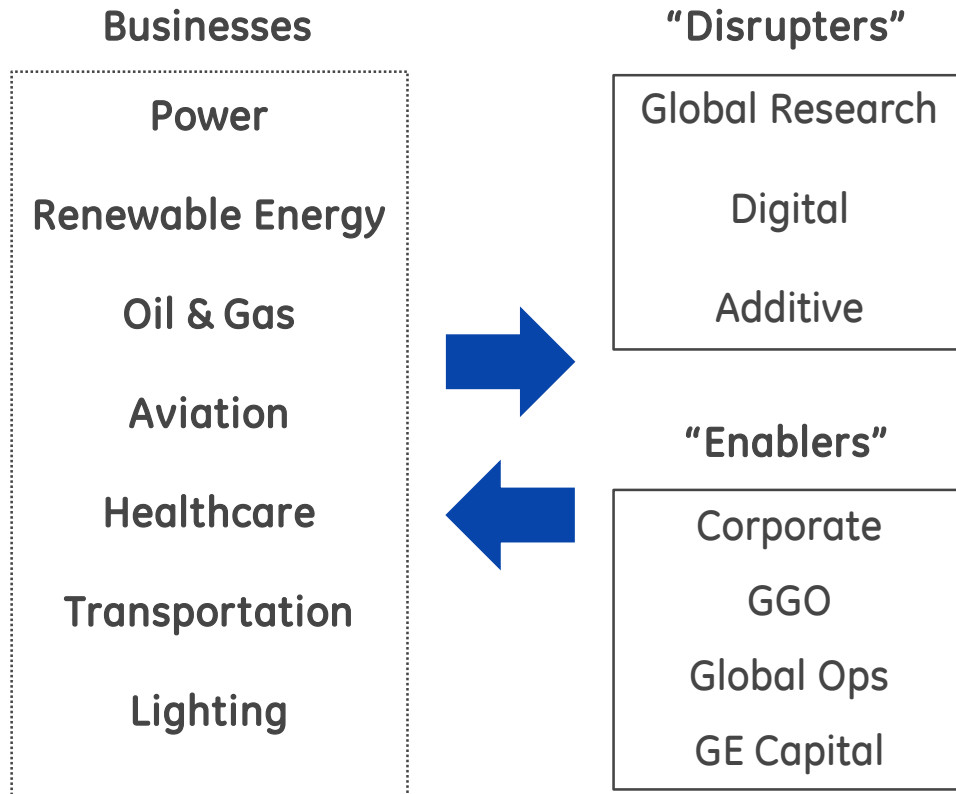 Businesses
Power
Renewable Energy
Oil & Gas
Aviation
Healthcare
Transportation
Lighting
“Disrupters”
Global Research
Digital
Additive
“Enablers”
Corporate
GGO
Global Ops
GE Capital